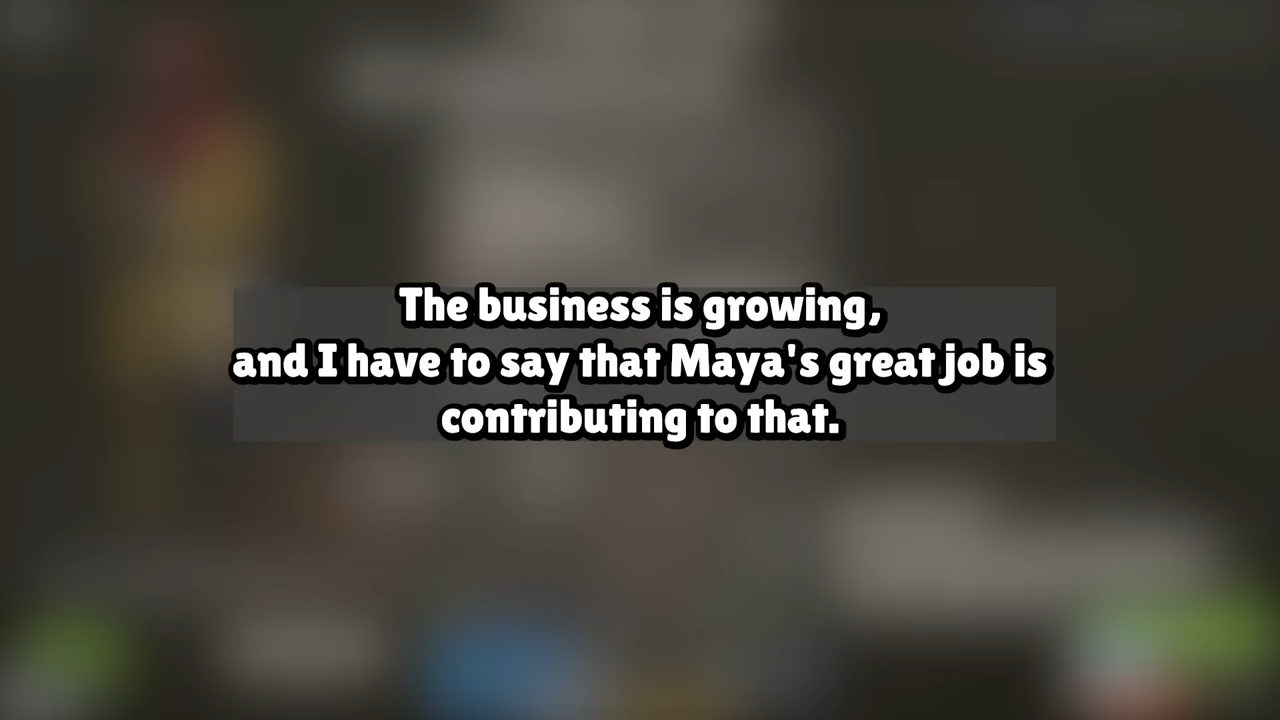 The business is growing,
and I have to say that Maya's great job is
contributing to that.